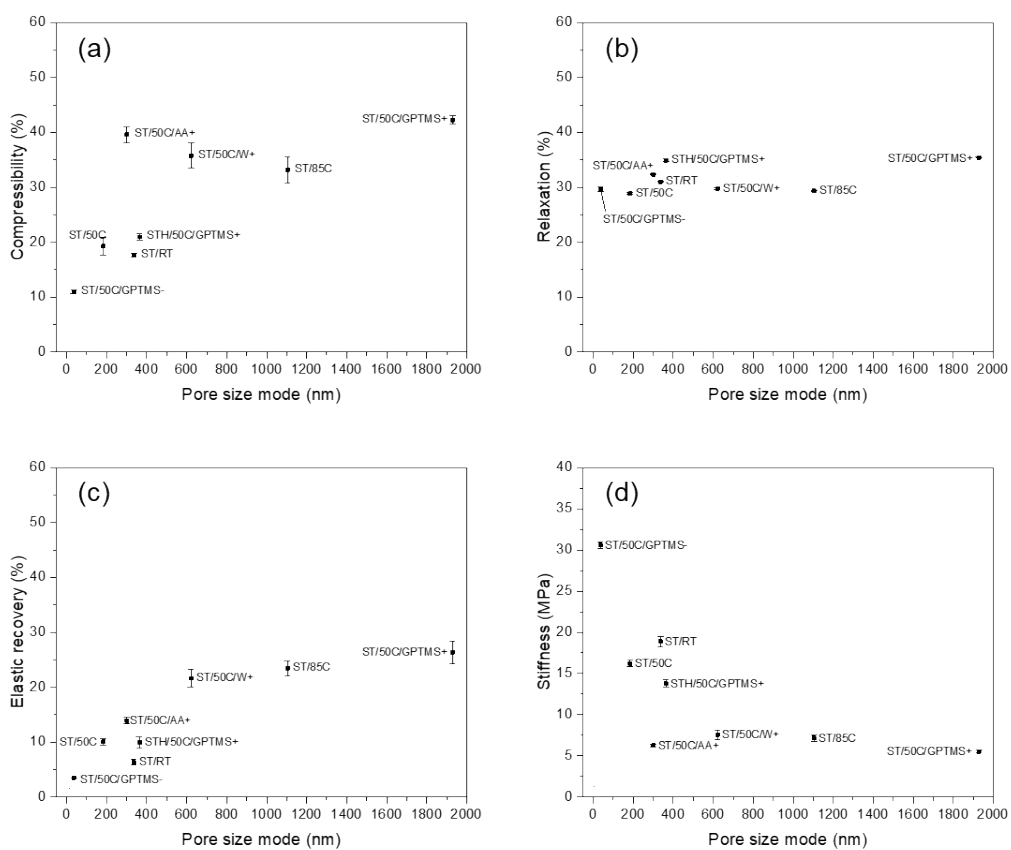 (a)
60
50
40
30
20
10
0
Compressibility (%)
ST/50C/GPTMS+
ST/50C/AA+
ST/50C/W+
ST/85C
ST/50C
STH/50C/GPTMS+
ST/RT
ST/50C/GPTMS-
0 200 400 600 800 1000 1200 1400 1600 1800 2000
Pore size mode (nm)
(b)
60
50
40
30
20
10
0
Relaxation (%)
STH/50C/GPTMS+
ST/50C/GPTMS+
ST/50C/AA+
ST/RT
ST/50C
ST/50C/W+
ST/85C
ST/50C/GPTMS-
0 200 400 600 800 1000 1200 1400 1600 1800 2000
Pore size mode (nm)
(c)
60
50
40
30
20
10
0
Elastic recovery (%)
ST/50C/GPTMS+
ST/85C
ST/50C/W+
ST/50C/AA+
ST/50C
STH/50C/GPTMS+
ST/RT
ST/50C/GPTMS-
0 200 400 600 800 1000 1200 1400 1600 1800 2000
Pore size mode (nm)
(d)
40
35
30
25
20
15
10
5
0
Stiffness (MPa)
ST/50C/GPTMS-
ST/RT
ST/50C
STH/50C/GPTMS+
ST/50C/W+
ST/85C
ST/50C/AA+
ST/50C/GPTMS+
0 200 400 600 800 1000 1200 1400 1600 1800 2000
Pore size mode (nm)